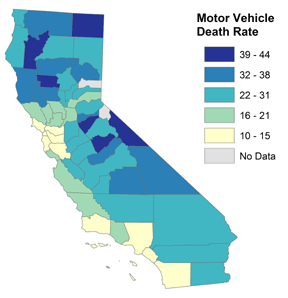 Motor Vehicle
Death Rate
39 - 44
32 - 38
22 - 31
16 - 21
10 - 15
No Data